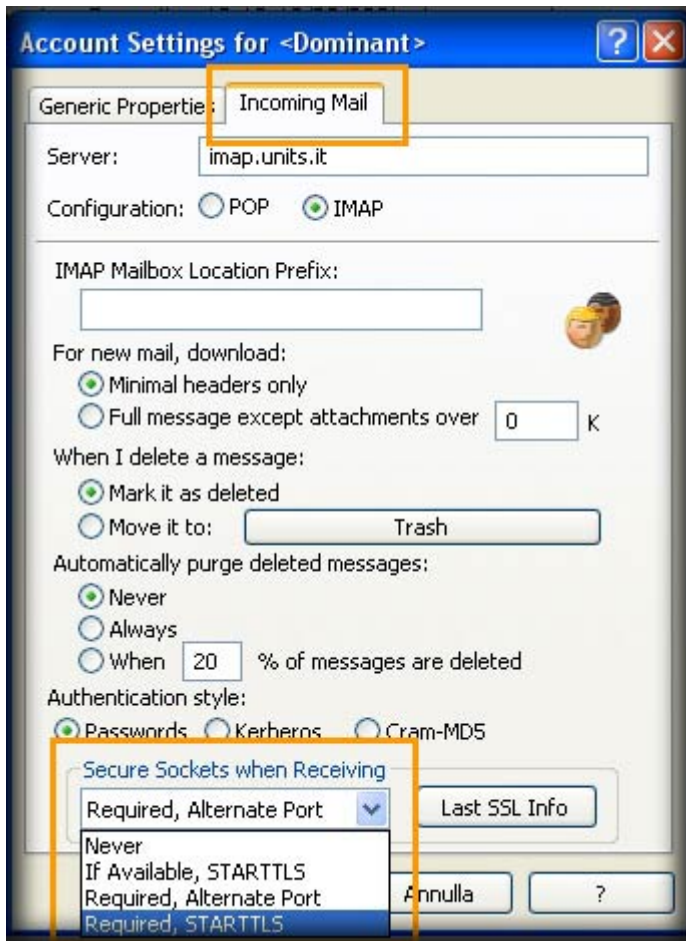 Account Settings for <Dominant>
?
Generic Properties
Incoming Mail
Server:
imap.units.it
Configuration: POP IMAP
IMAP Mailbox Location Prefix:
For new mail, download:
Minimal headers only
Full message except attachments over 0 K
When I delete a message:
Mark it as deleted
Move it to: Trash
Automatically purge deleted messages:
Never
Always
When 20 % of messages are deleted
Authentication style:
Passwords Kerberos Cram-MD5
Secure Sockets when Receiving
Required, Alternate Port
Last SSL Info
Never
If Available, STARTTLS
Required, Alternate Port
Required, STARTTLS
Annulla
?